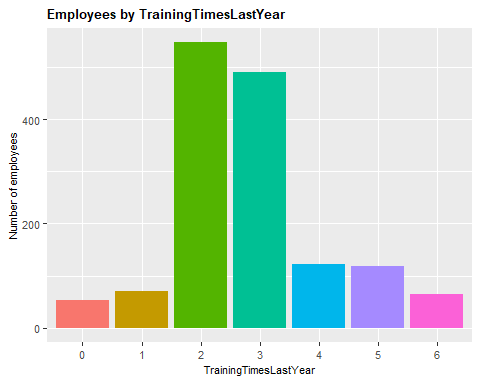 Employees by TrainingTimesLastYear
Number of employees
400
200
0
0 1 2 3 4 5 6
TrainingTimesLastYear